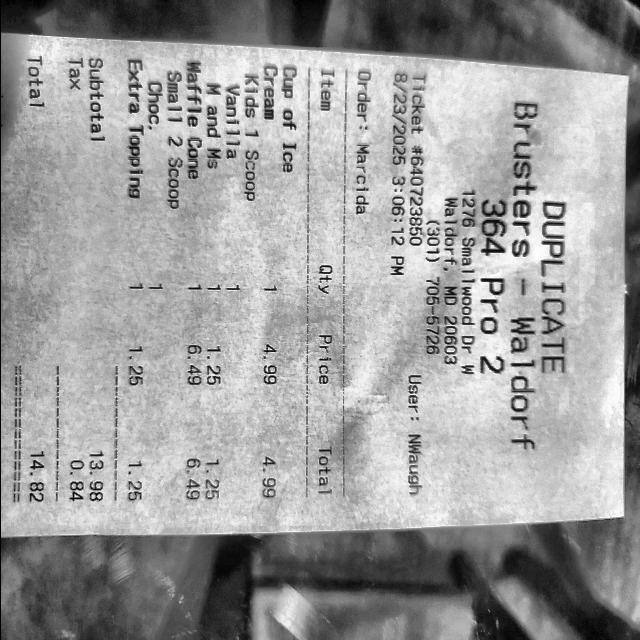 DUPLICATE
Brusters - Waldorf
364 Pro 2
1276 Smallwood Dr W
Waldorf, MD 20603
(301) 705-5726
Ticket #640723850 User: NWaugh
8/23/2025 3:06:12 PM
Order: Marcida
Item Qty Price Total
Cup of Ice 1 4.99 4.99
Cream
Kids 1 Scoop
Vanilla 1
M and Ms 1 1.25 1.25
Waffle Cone 1 6.49 6.49
Small 2 Scoop
Choc, 1
Extra Topping 1 1.25 1.25
Subtotal 13.98
Tax 0.84
Total 14.82